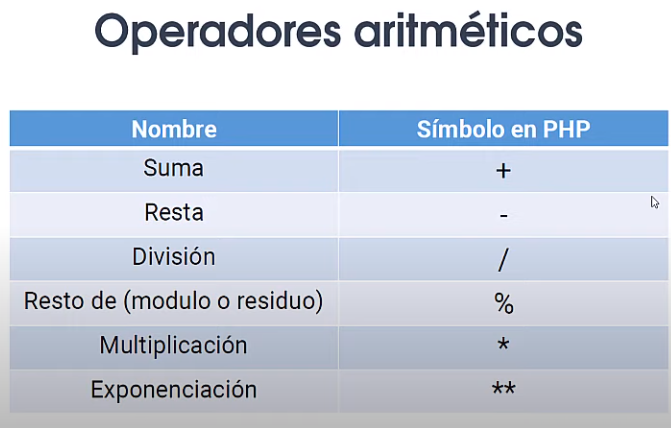 Operadores aritméticos
Nombre Símbolo en PHP
Suma +
Resta -
División /
Resto de (modulo o residuo) %
Multiplicación *
Exponenciación **